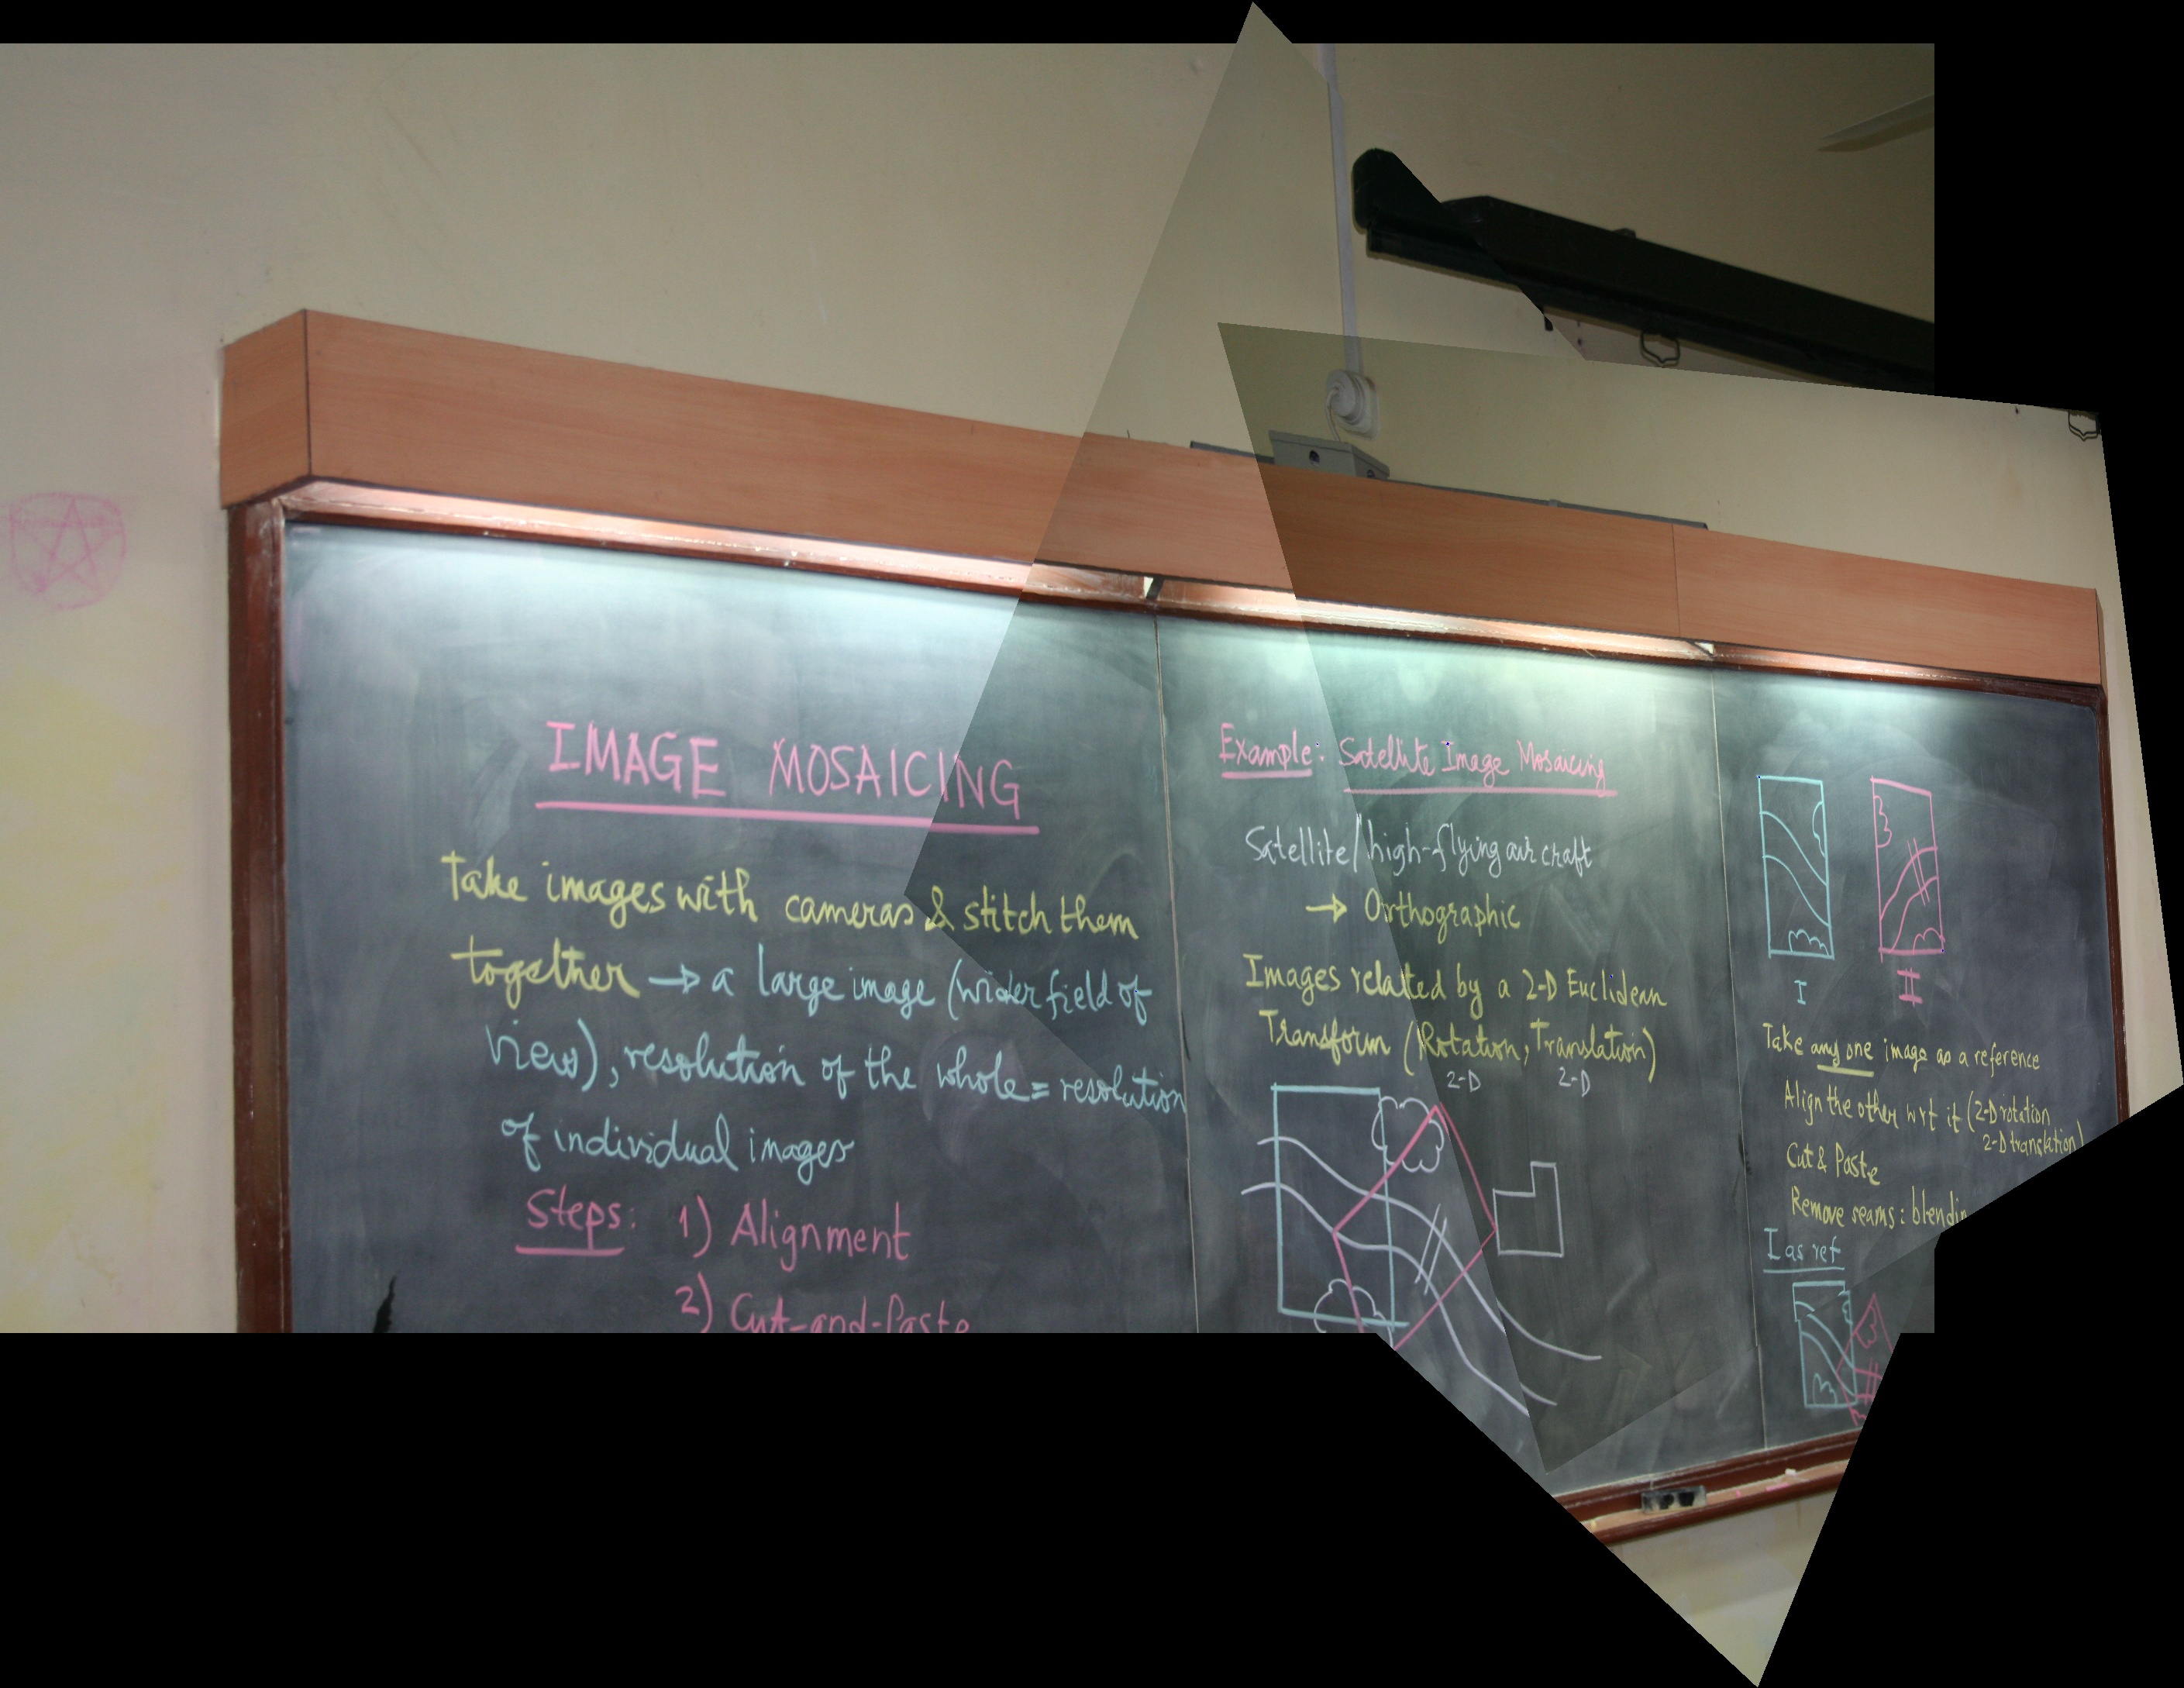 IMAGE MOSAICING
Take images with cameras & stitch them
together → a large image (wider field of
view), resolution of the whole = resolution
of individual images
Steps: 1) Alignment
2) Cut-and-Paste
Example: Satellite Image Mosaicing
Satellite/high-flying air craft
→ Orthographic
Images related by a 2-D Euclidean
Transform (Rotation, Translation)
2-D 2-D
I II
Take any one image as a reference
Align the other wrt it (2-D rotation
2-D translation)
Cut & Paste
Remove seams: blendin
I as ref